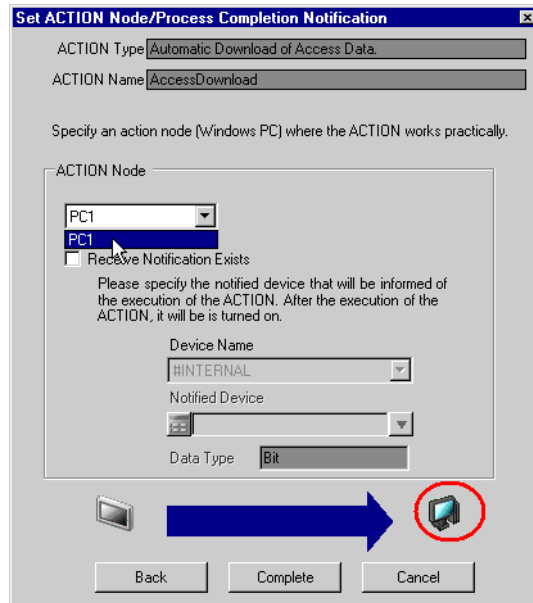 Set ACTION Node/Process Completion Notification
ACTION Type Automatic Download of Access Data.
ACTION Name AccessDownload
Specify an action node (Windows PC) where the ACTION works practically.
ACTION Node
PC1
PC1
Receive Notification Exists
Please specify the notified device that will be informed of
the execution of the ACTION. After the execution of the
ACTION, it will be is turned on.
Device Name
#INTERNAL
Notified Device
Data Type Bit
Back Complete Cancel